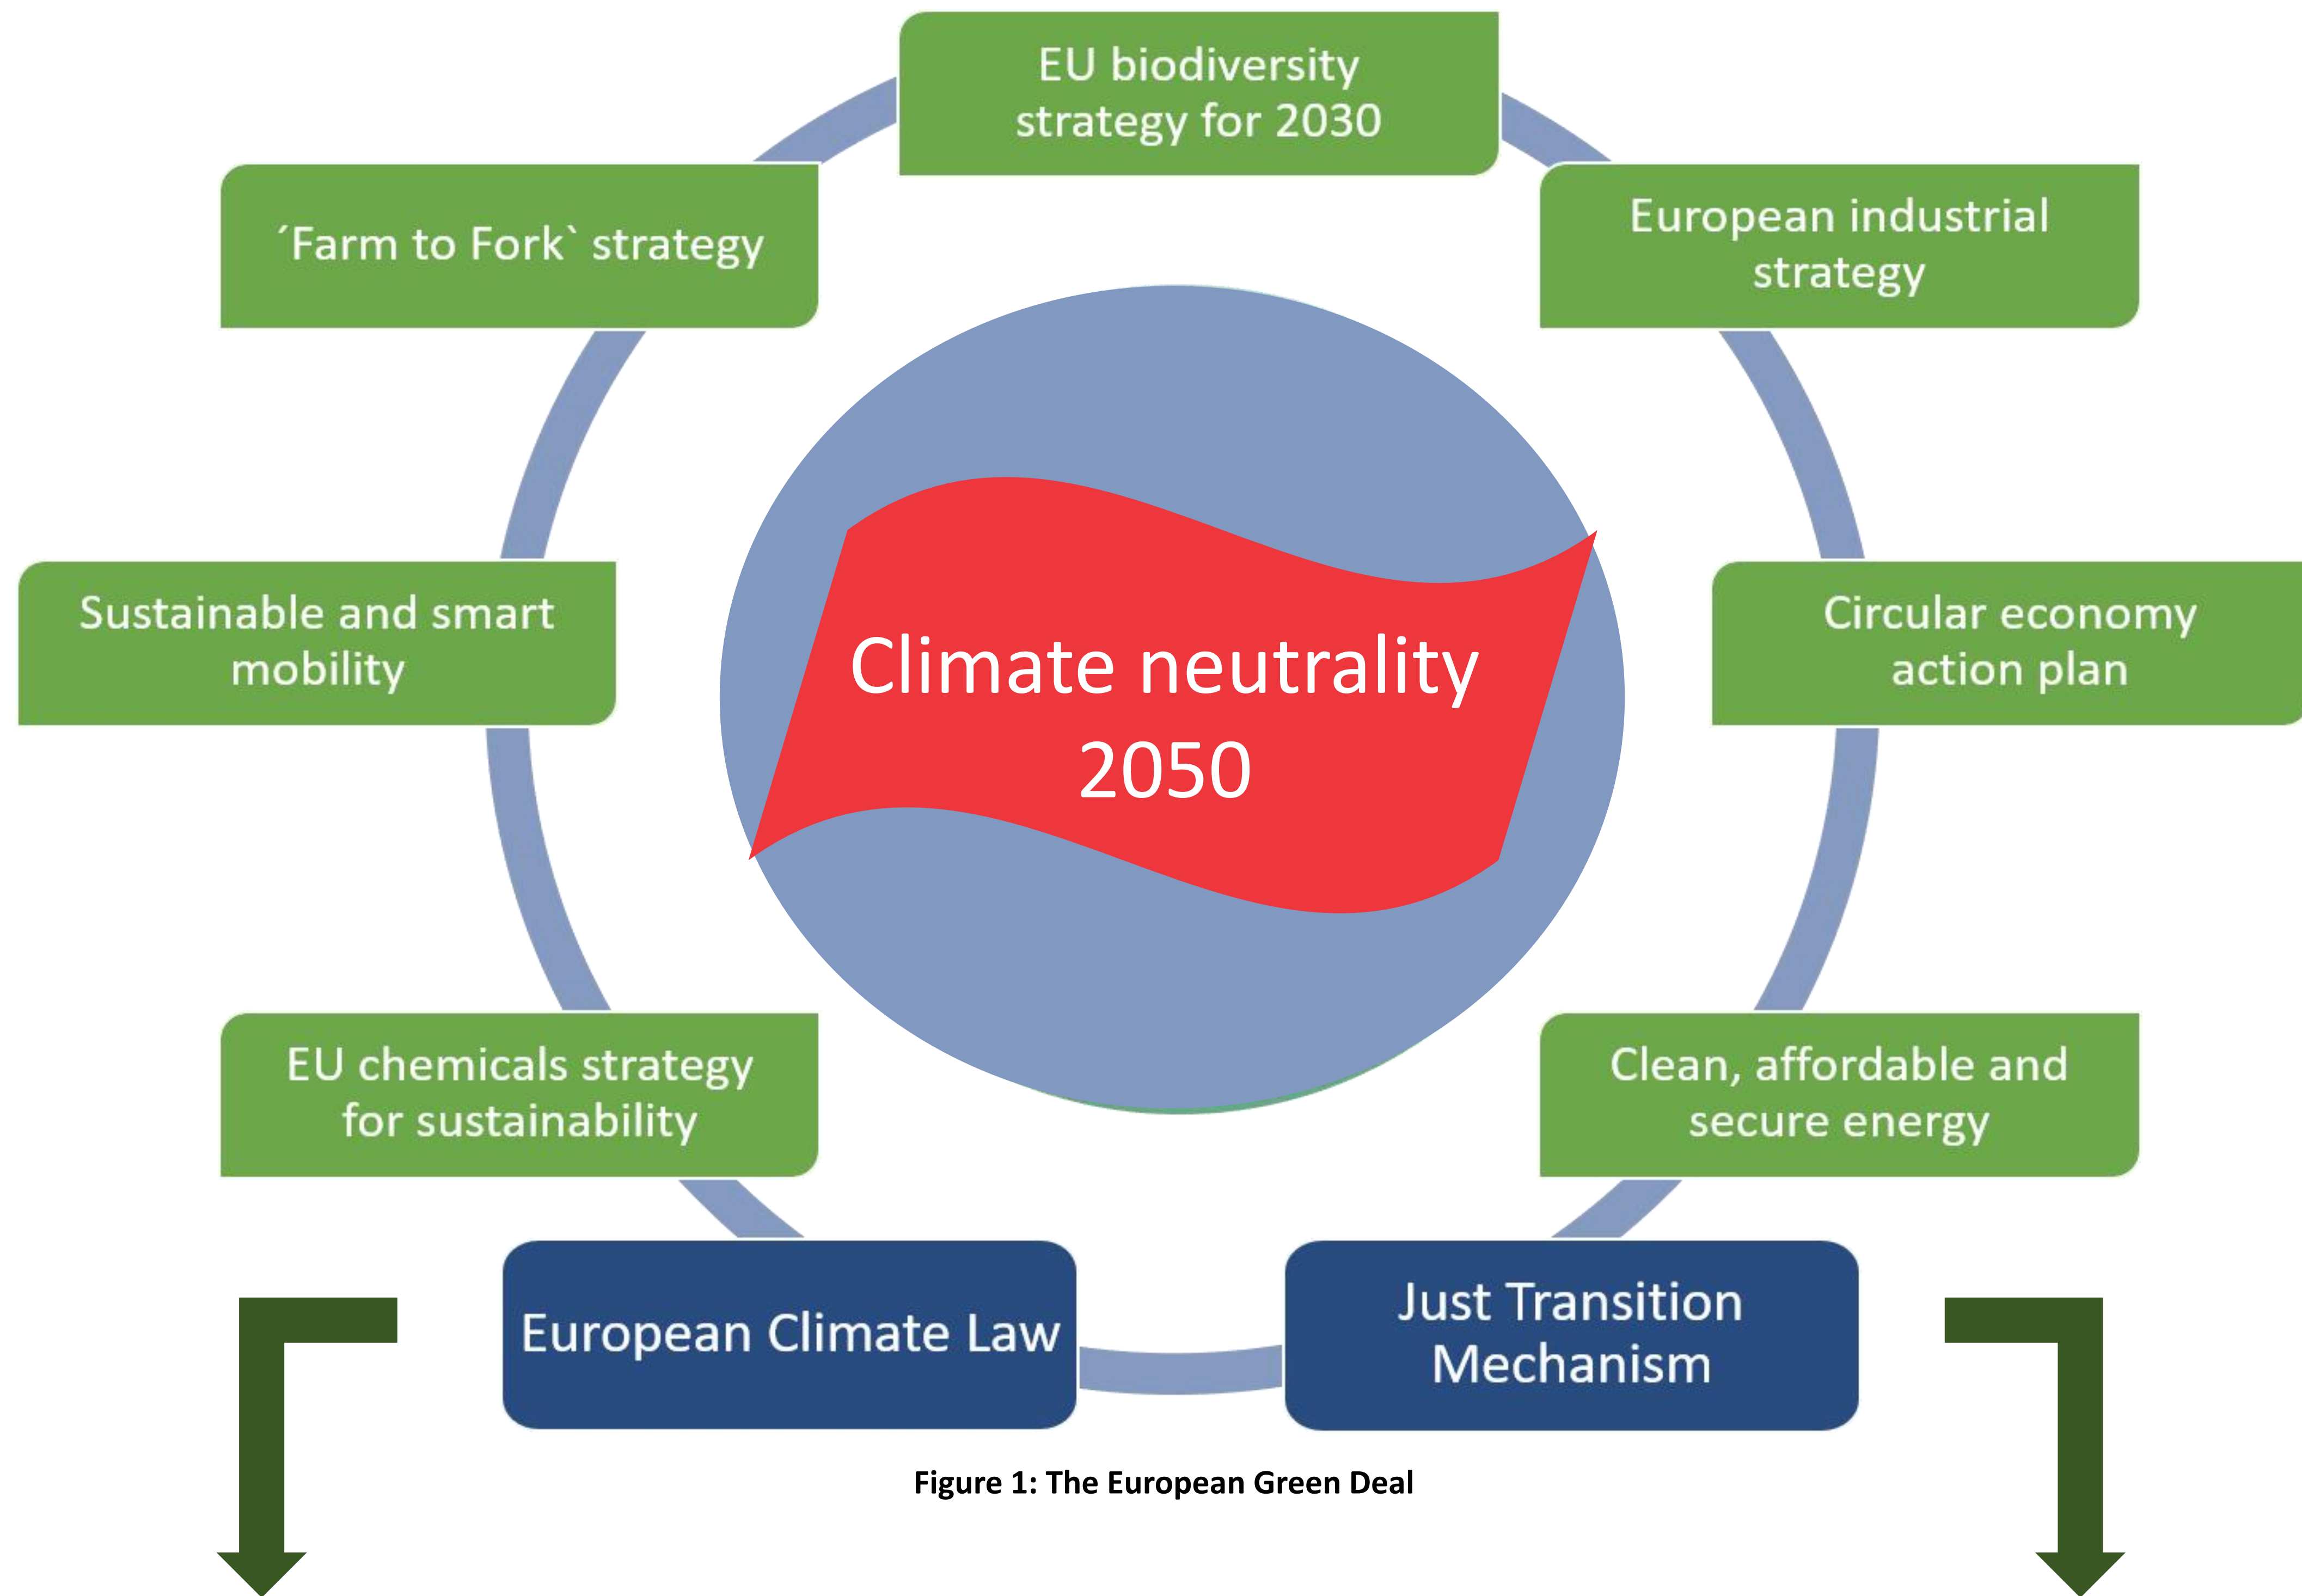 EU biodiversity
strategy for 2030
´Farm to Fork` strategy
European industrial
strategy
Sustainable and smart
mobility
Climate neutrality
2050
Circular economy
action plan
EU chemicals strategy
for sustainability
Clean, affordable and
secure energy
European Climate Law
Just Transition
Mechanism
Figure 1: The European Green Deal